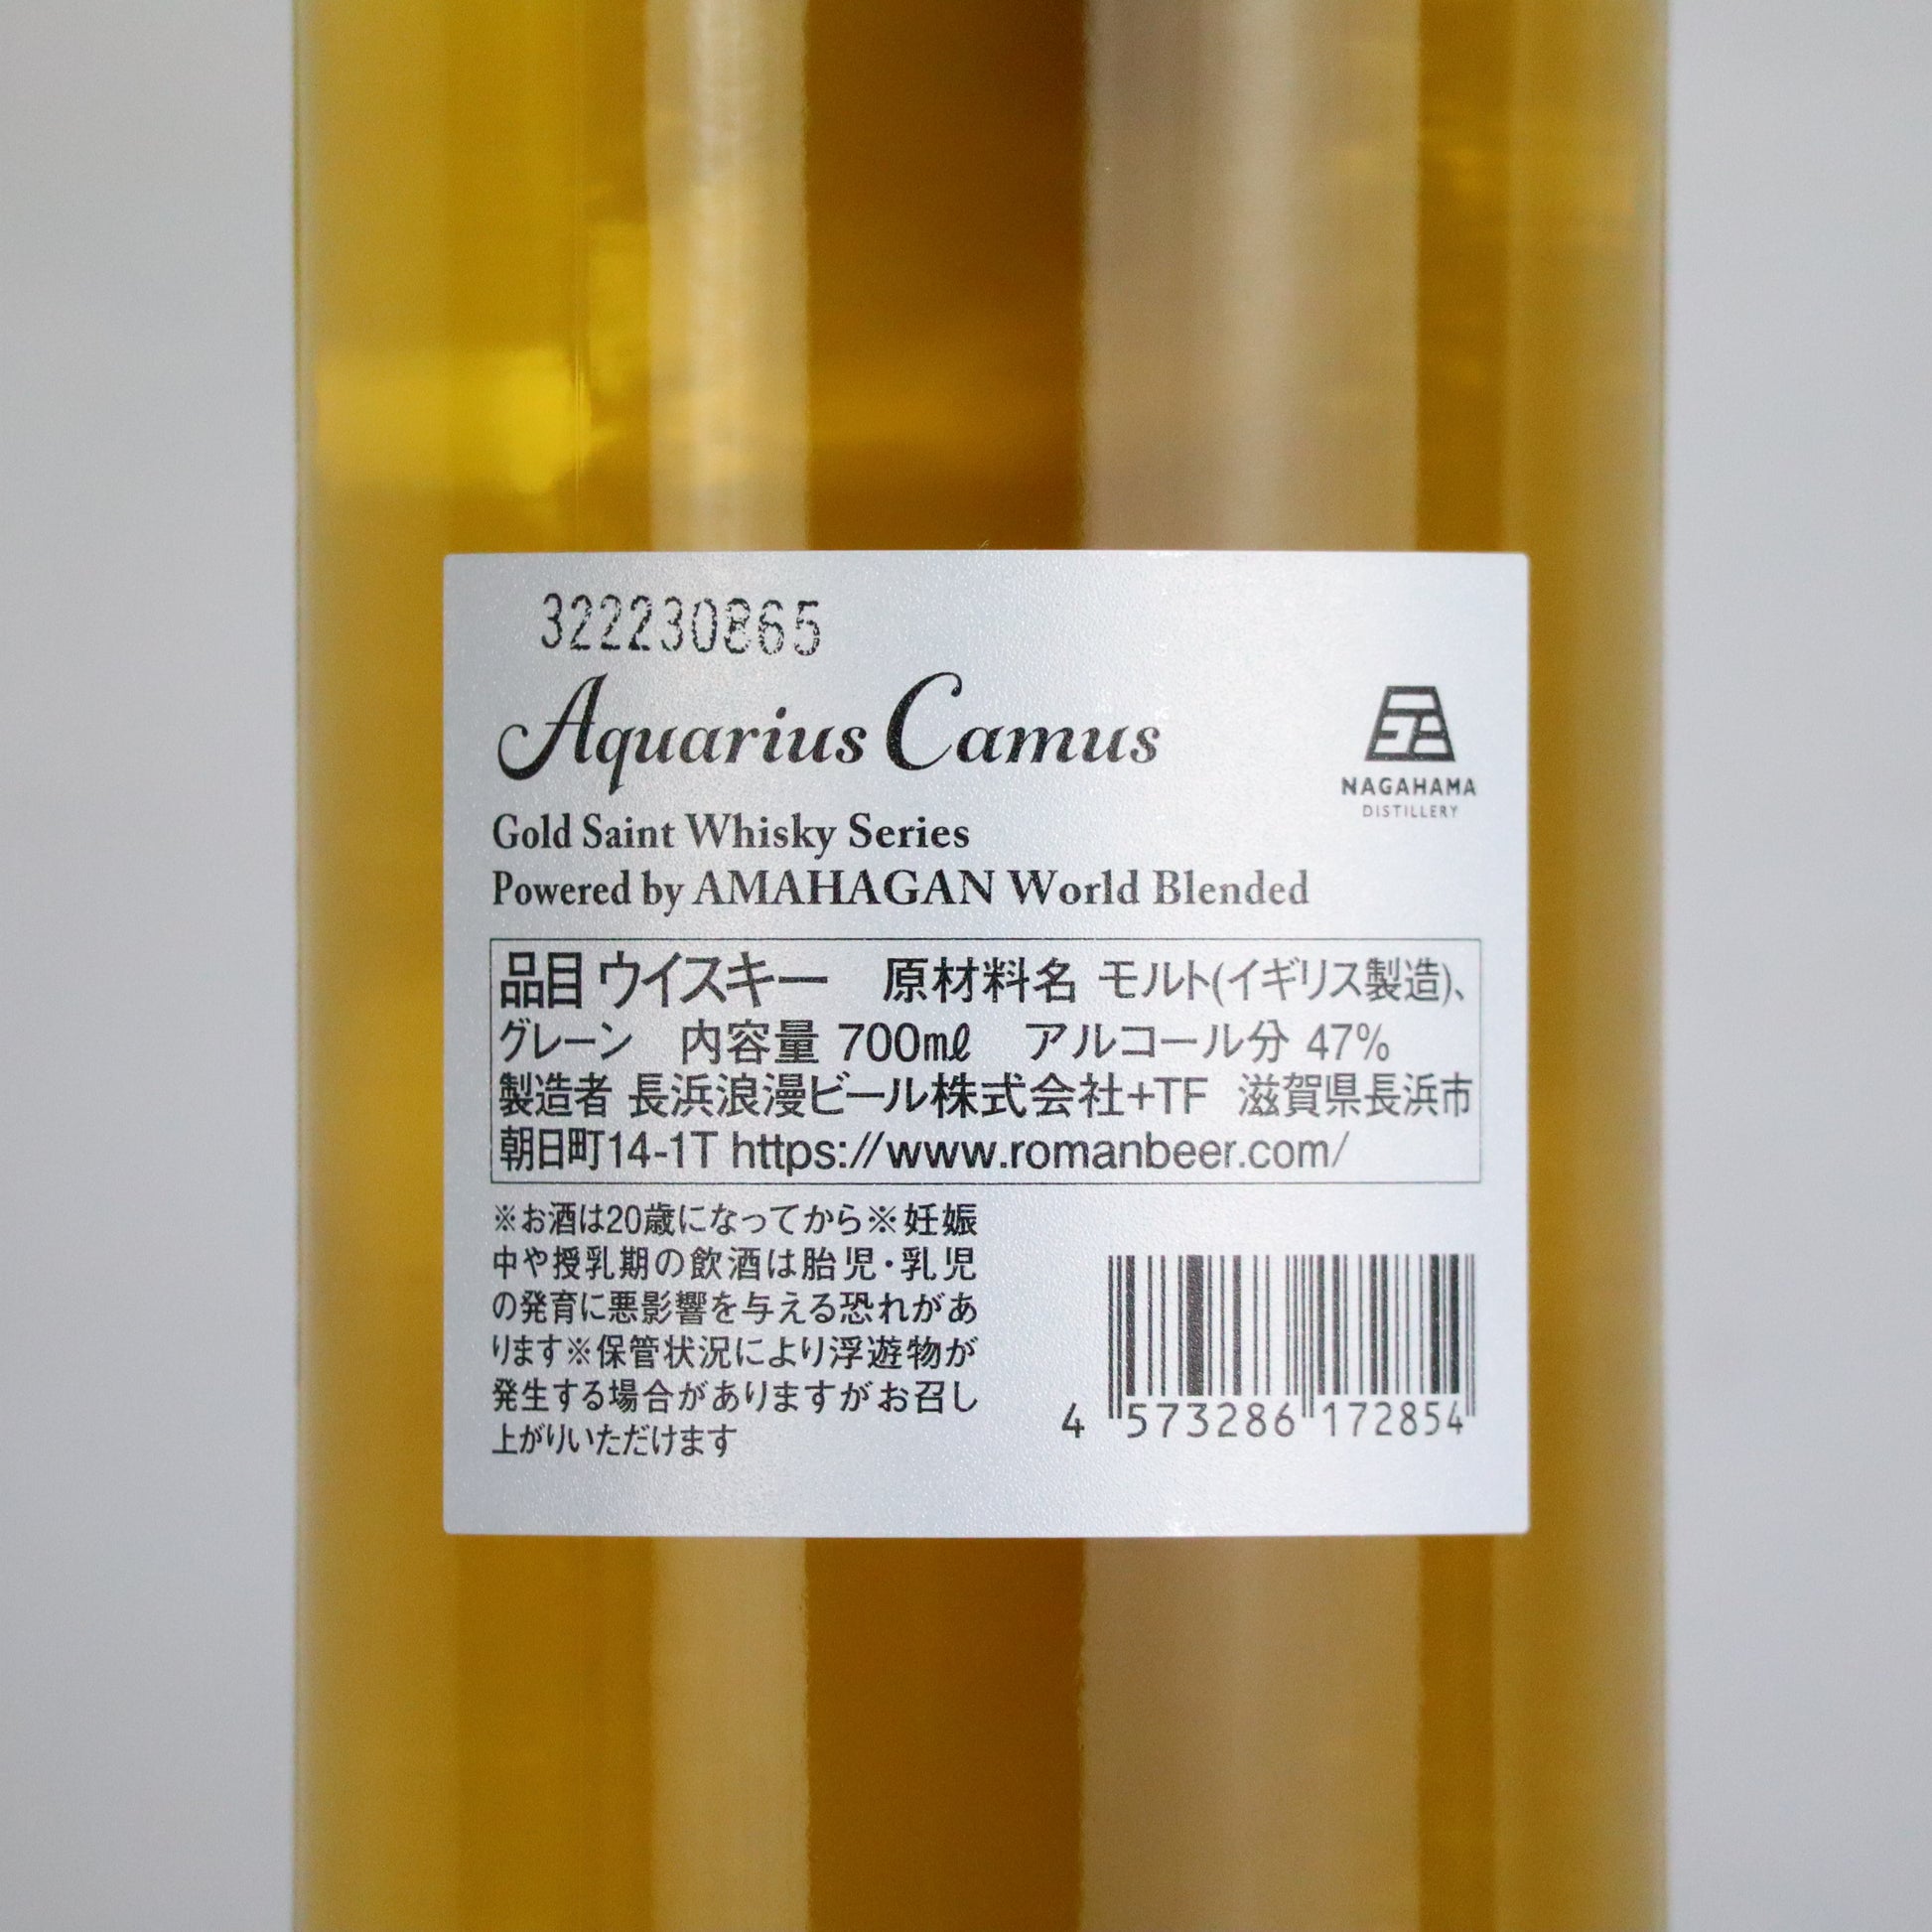 322230865
Aquarius Camus
NAGAHAMA
DISTILLERY
Gold Saint Whisky Series
Powered by AMAHAGAN World Blended
品目 ウイスキー　原材料名 モルト(イギリス製造)、
グレーン　内容量 700㎖　アルコール分 47%
製造者 長浜浪漫ビール株式会社+TF 滋賀県長浜市
朝日町14-1T https://www.romanbeer.com/
※お酒は20歳になってから※妊娠
中や授乳期の飲酒は胎児・乳児
の発育に悪影響を与える恐れがあ
ります※保管状況により浮遊物が
発生する場合がありますがお召し
上がりいただけます
4 573286 172854